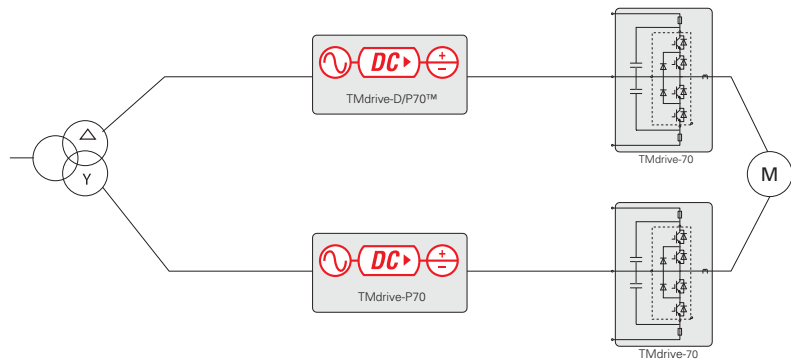 DC
+
−
TMdrive-D/P70™
TMdrive-70
△
Y
M
DC
+
−
TMdrive-P70
TMdrive-70